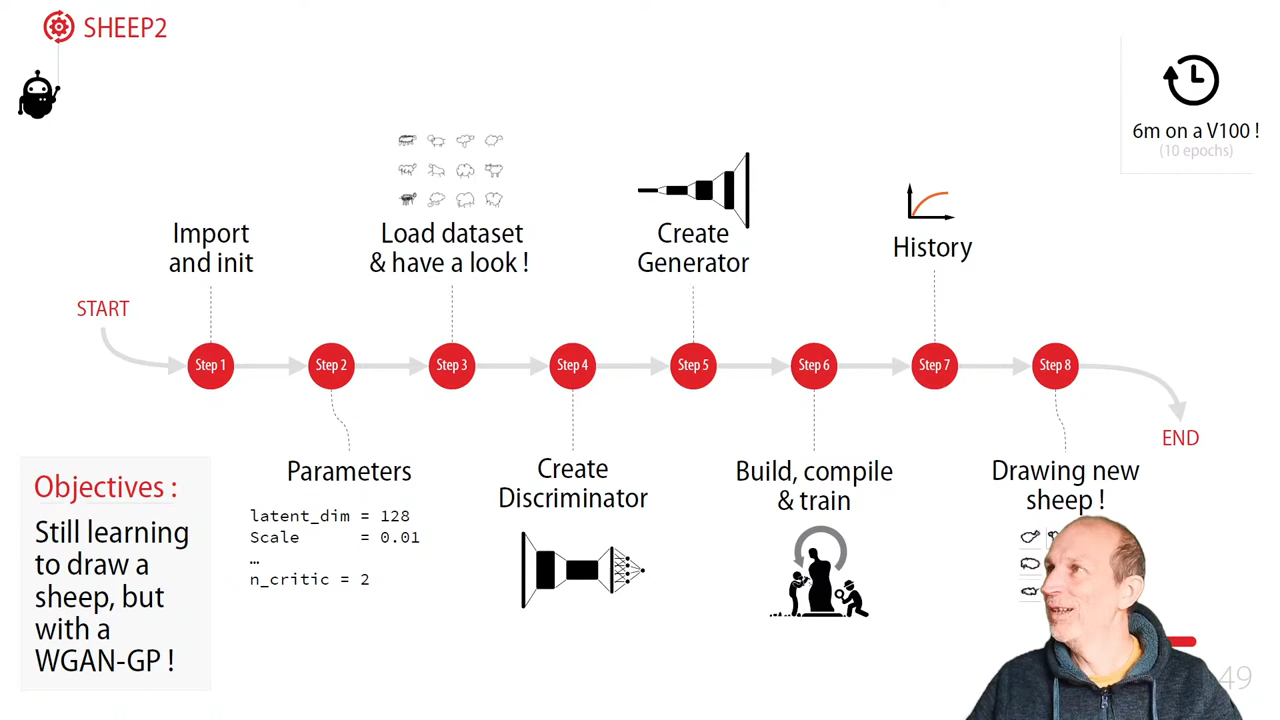 SHEEP2
6m on a V100 !
(10 epochs)
Import
and init
Load dataset
& have a look !
Create
Generator
History
START
Step 1
Step 2
Step 3
Step 4
Step 5
Step 6
Step 7
Step 8
END
Parameters
latent_dim = 128
Scale = 0.01
…
n_critic = 2
Create
Discriminator
Build, compile
& train
Drawing new
sheep !
Objectives :
Still learning
to draw a
sheep, but
with a
WGAN-GP !
49